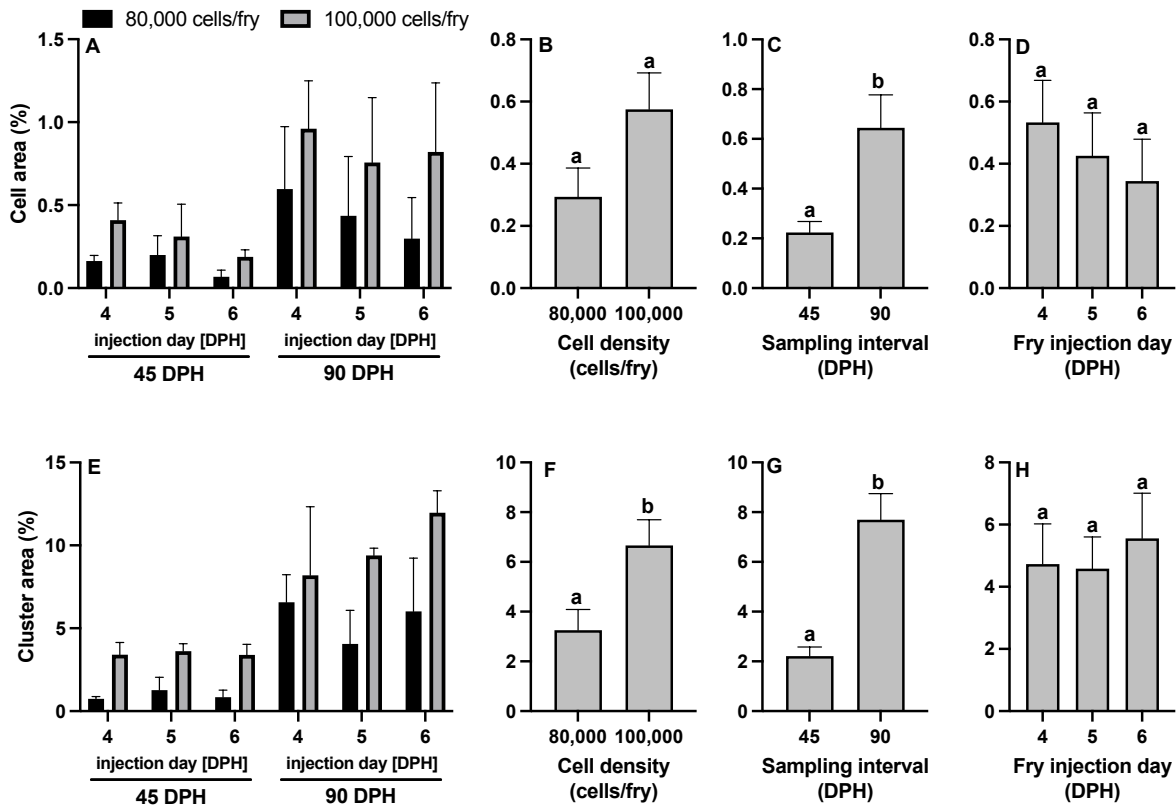 80,000 cells/fry 100,000 cells/fry
A
Cell area (%)
1.5
1.0
0.5
0.0
4 5 6 4 5 6
injection day [DPH] injection day [DPH]
45 DPH 90 DPH
B
0.8
0.6
0.4
0.2
0.0
a a
80,000 100,000
Cell density
(cells/fry)
C
1.0
0.8
0.6
0.4
0.2
0.0
a b
45 90
Sampling interval
(DPH)
D
0.8
0.6
0.4
0.2
0.0
a a a
4 5 6
Fry injection day
(DPH)
E
Cluster area (%)
15
10
5
0
4 5 6 4 5 6
injection day [DPH] injection day [DPH]
45 DPH 90 DPH
F
10
8
6
4
2
0
a b
80,000 100,000
Cell density
(cells/fry)
G
10
8
6
4
2
0
a b
45 90
Sampling interval
(DPH)
H
8
6
4
2
0
a a a
4 5 6
Fry injection day
(DPH)